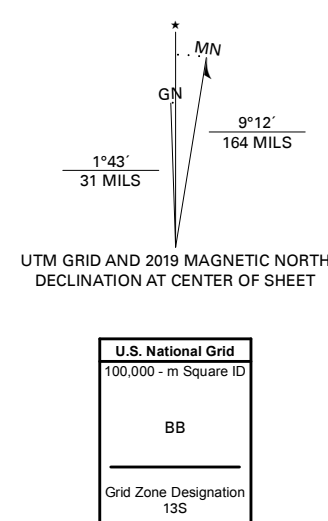 ★
MN
GN
9°12´
164 MILS
1°43´
31 MILS
UTM GRID AND 2019 MAGNETIC NORTH
DECLINATION AT CENTER OF SHEET
U.S. National Grid
100,000 - m Square ID
BB
Grid Zone Designation
13S